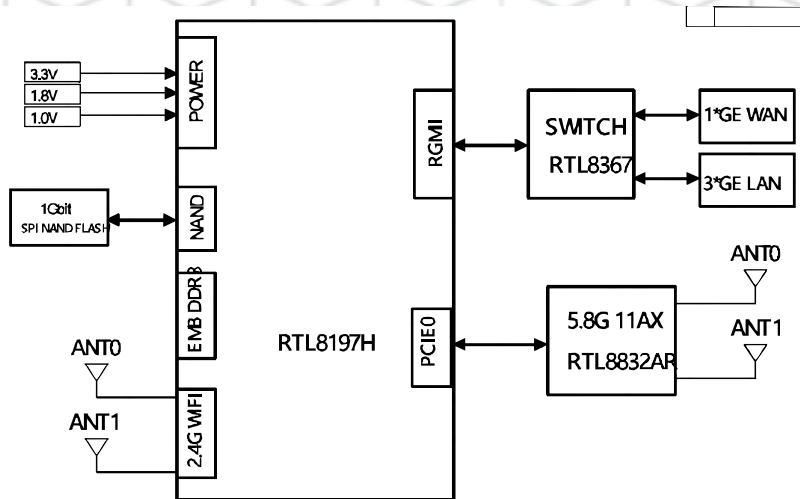 3.3V
1.8V
1.0V
POWER
1Gbit
SPI NAND FLASH
NAND
EMB DDR3
ANT0
ANT1
2.4G WIFI
RTL8197H
RGMI
SWITCH
RTL8367
1*GE WAN
3*GE LAN
PCIE0
5.8G 11AX
RTL8832AR
ANT0
ANT1